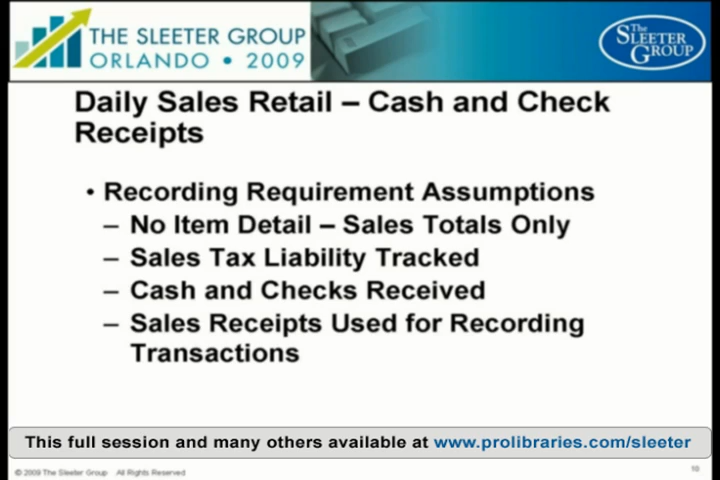 THE SLEETER GROUP
ORLANDO • 2009
The
SLEETER
GROUP
Daily Sales Retail – Cash and Check
Receipts
• Recording Requirement Assumptions
– No Item Detail – Sales Totals Only
– Sales Tax Liability Tracked
– Cash and Checks Received
– Sales Receipts Used for Recording
Transactions
This full session and many others available at www.prolibraries.com/sleeter
© 2009 The Sleeter Group All Rights Reserved
10